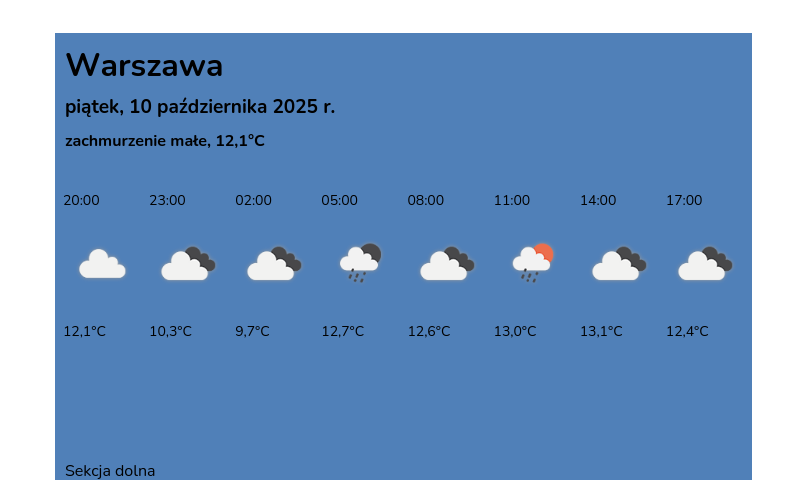 Warszawa
piątek, 10 października 2025 r.
zachmurzenie małe, 12,1°C
20:00 23:00 02:00 05:00 08:00 11:00 14:00 17:00
12,1°C 10,3°C 9,7°C 12,7°C 12,6°C 13,0°C 13,1°C 12,4°C
Sekcja dolna